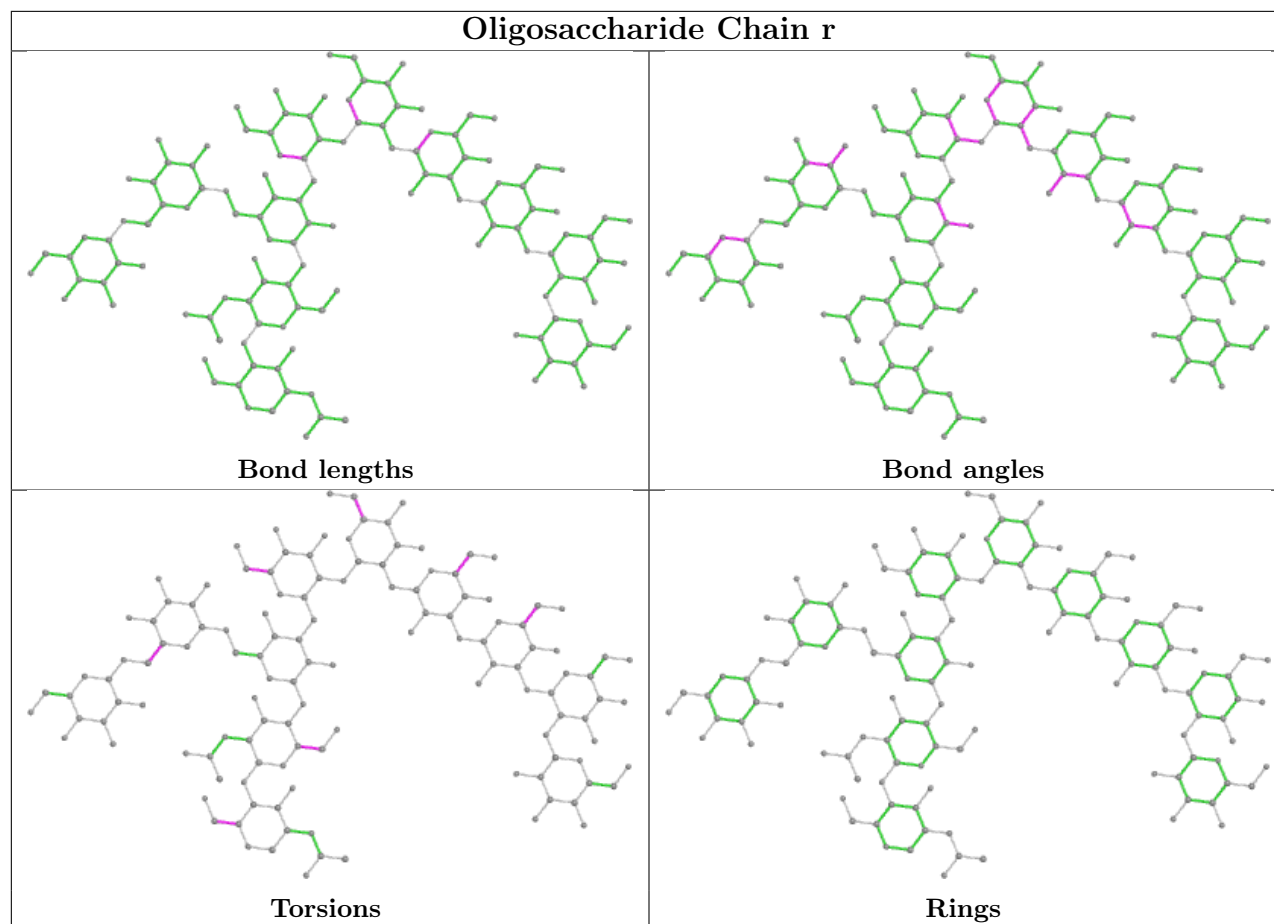 Oligosaccharide Chain r
Bond lengths
Bond angles
Torsions
Rings